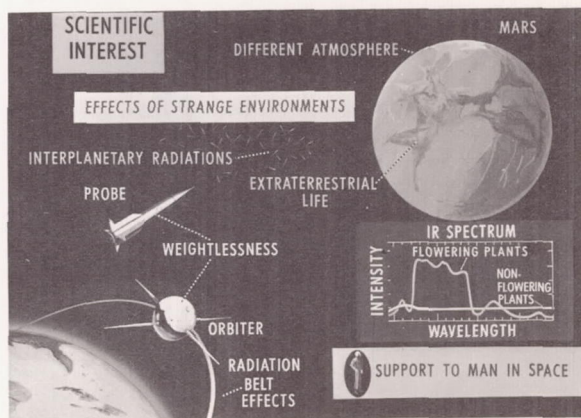 SCIENTIFIC
INTEREST
MARS
DIFFERENT ATMOSPHERE
EFFECTS OF STRANGE ENVIRONMENTS
INTERPLANETARY RADIATIONS
EXTRATERRESTRIAL
LIFE
PROBE
WEIGHTLESSNESS
IR SPECTRUM
FLOWERING PLANTS
NON-
FLOWERING
PLANTS
INTENSITY
WAVELENGTH
ORBITER
RADIATION
BELT
EFFECTS
SUPPORT TO MAN IN SPACE